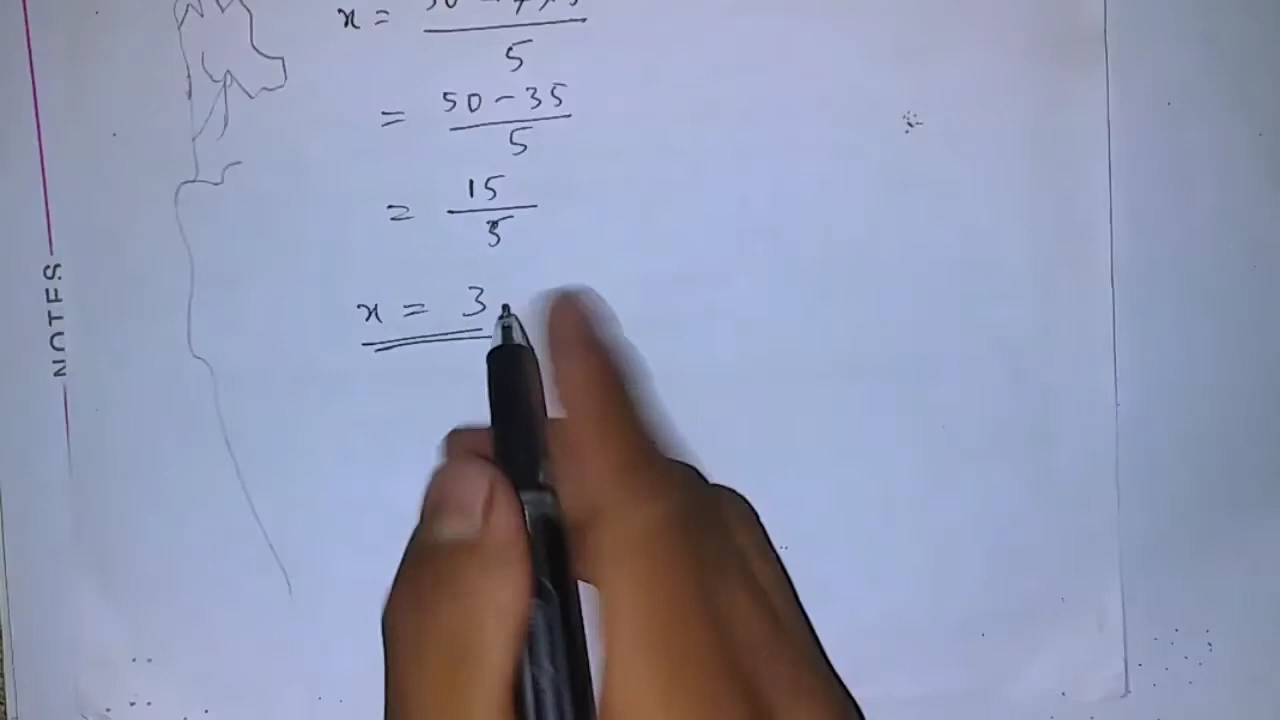 x =
5
= 50 - 35
5
= 15
5
x = 3
NOTES